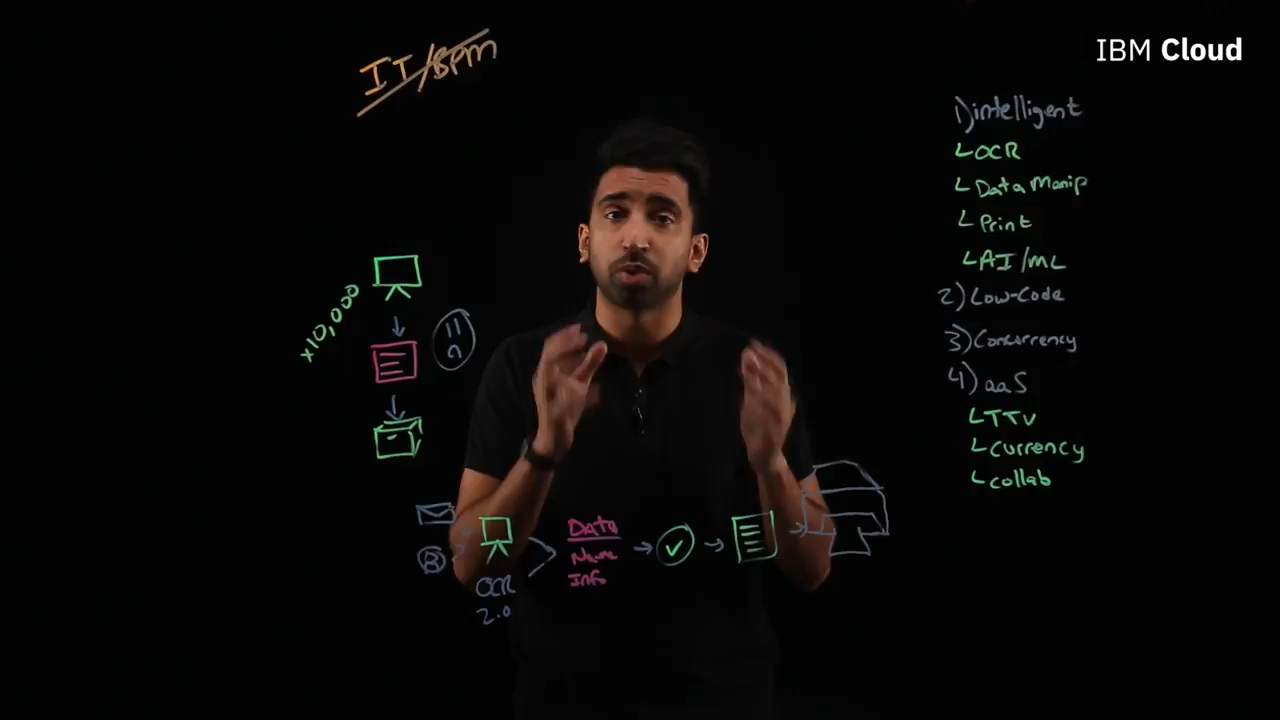 IT/BPM
IBM Cloud
1) intelligent
OCR
Data Manip
Print
AI/ML
2) Low-Code
3) Concurrency
4) aaS
TTV
Currency
collab
x10,000
Data
Name
Info
OCR
2.0